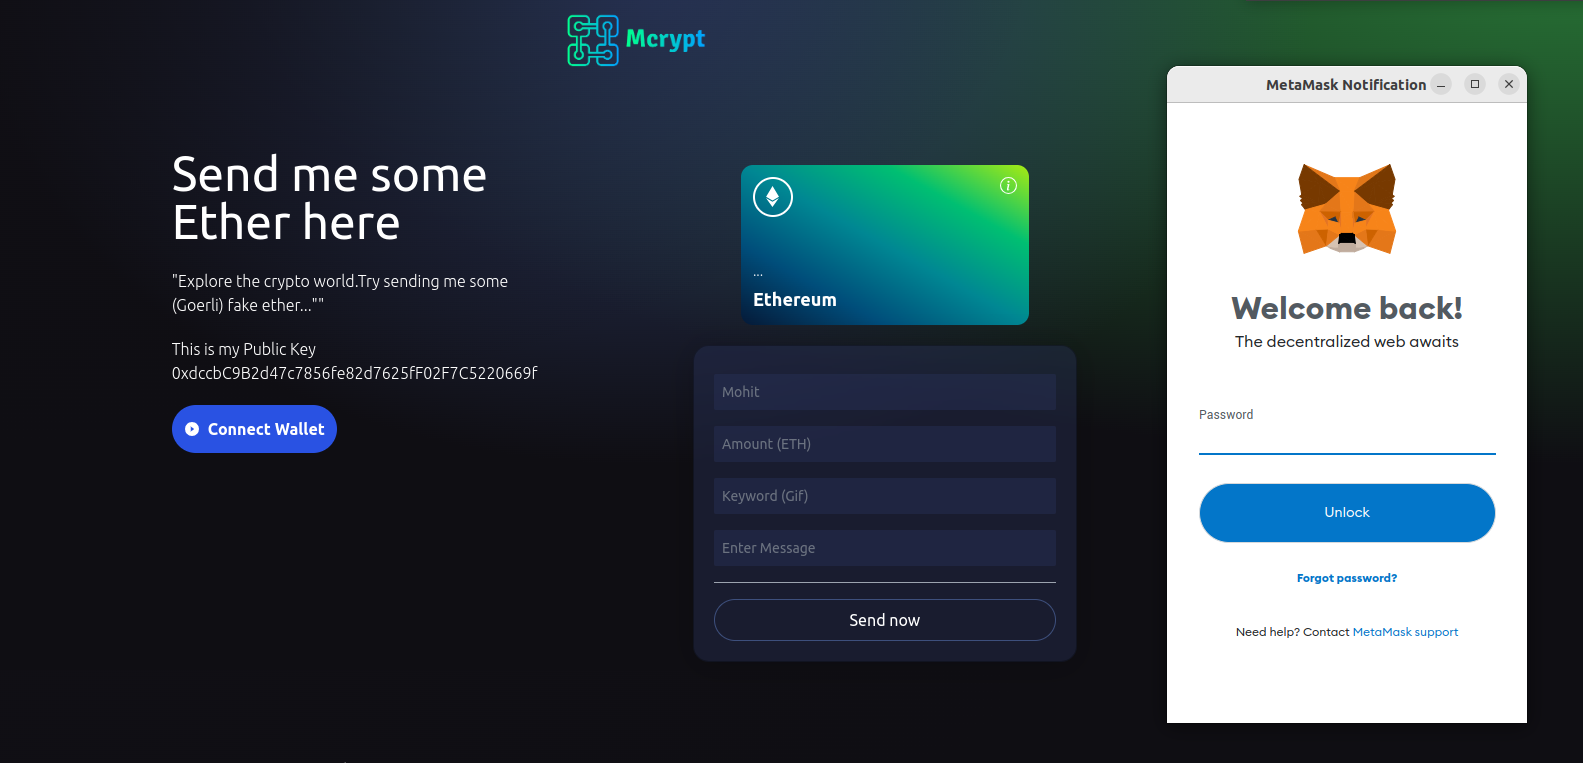 Mcrypt
Send me some
Ether here
"Explore the crypto world.Try sending me some
(Goerli) fake ether...""
This is my Public Key
0xdccbC9B2d47c7856fe82d7625fF02F7C5220669f
Connect Wallet
...
Ethereum
Mohit
Amount (ETH)
Keyword (Gif)
Enter Message
Send now
MetaMask Notification
Welcome back!
The decentralized web awaits
Password
Unlock
Forgot password?
Need help? Contact MetaMask support